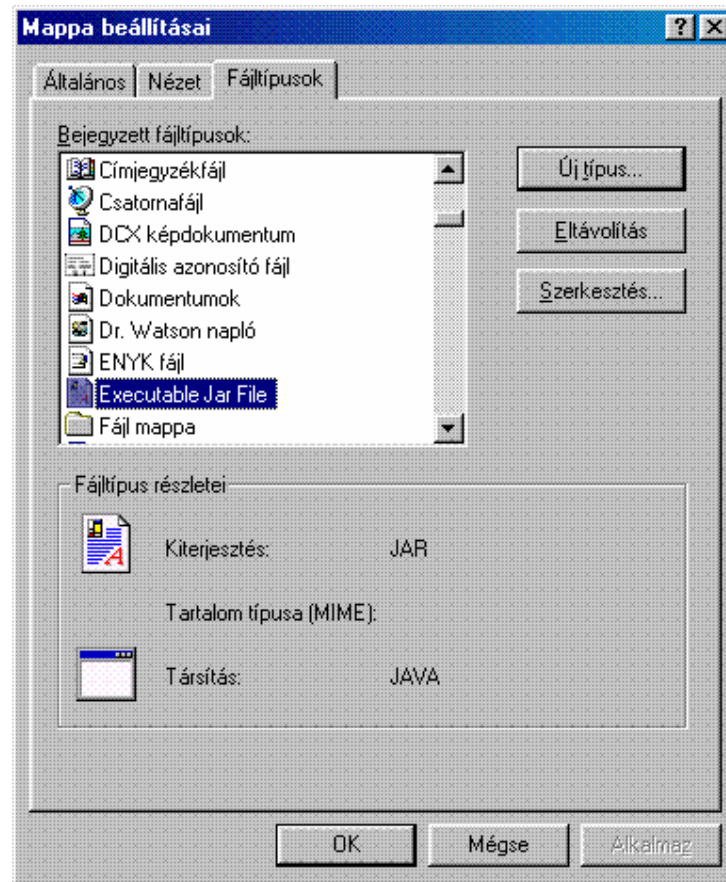 Mappa beállításai
Általános Nézet Fájltípusok
Bejegyzett fájltípusok:
Címjegyzékfájl
Csatornafájl
DCX képdokumentum
Digitális azonosító fájl
Dokumentumok
Dr. Watson napló
ENYK fájl
Executable Jar File
Fájl mappa
Új típus...
Eltávolítás
Szerkesztés...
Fájltípus részletei
Kiterjesztés: JAR
Tartalom típusa (MIME):
Társítás: JAVA
OK Mégse Alkalmaz